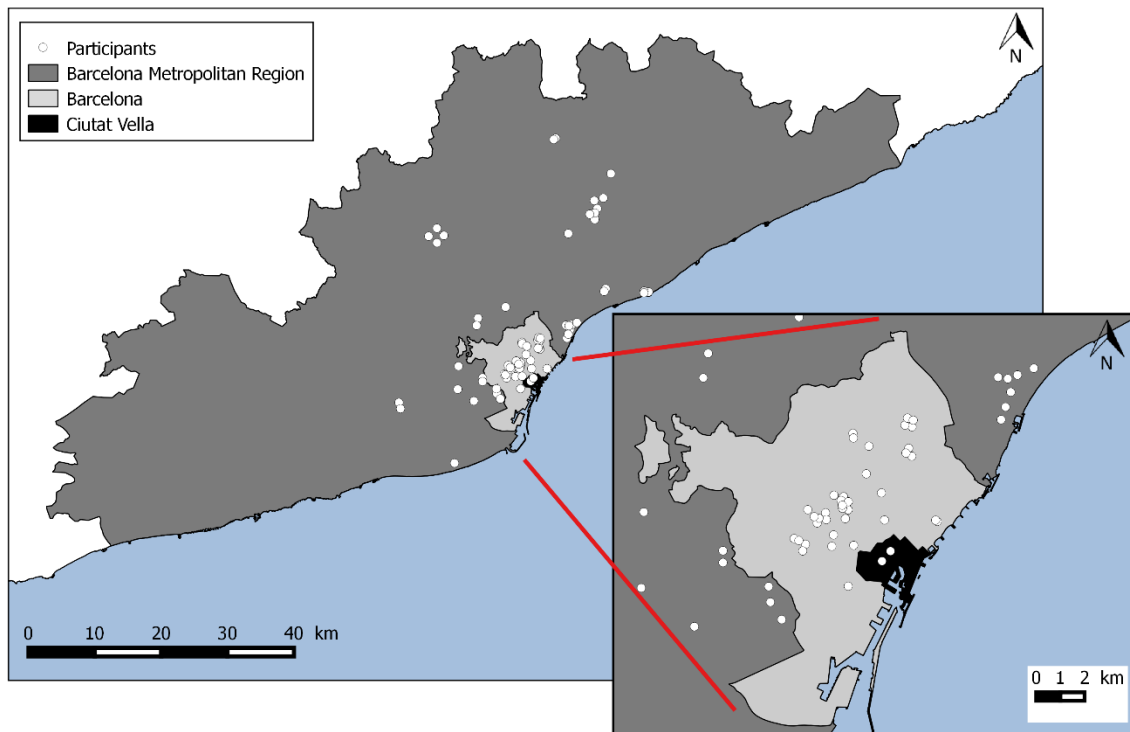 Participants
Barcelona Metropolitan Region
Barcelona
Ciutat Vella
N
0 10 20 30 40 km
N
0 1 2 km